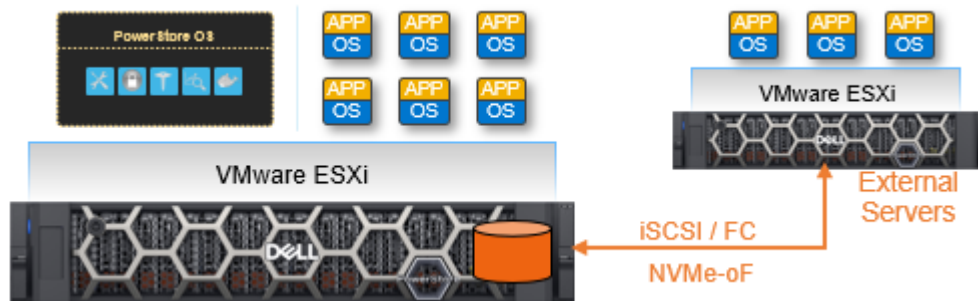 PowerStore OS
APP
OS
APP
OS
APP
OS
APP
OS
APP
OS
APP
OS
VMware ESXi
DELL
PowerSto
APP
OS
APP
OS
APP
OS
VMware ESXi
DELL
External
Servers
iSCSI / FC
NVMe-oF